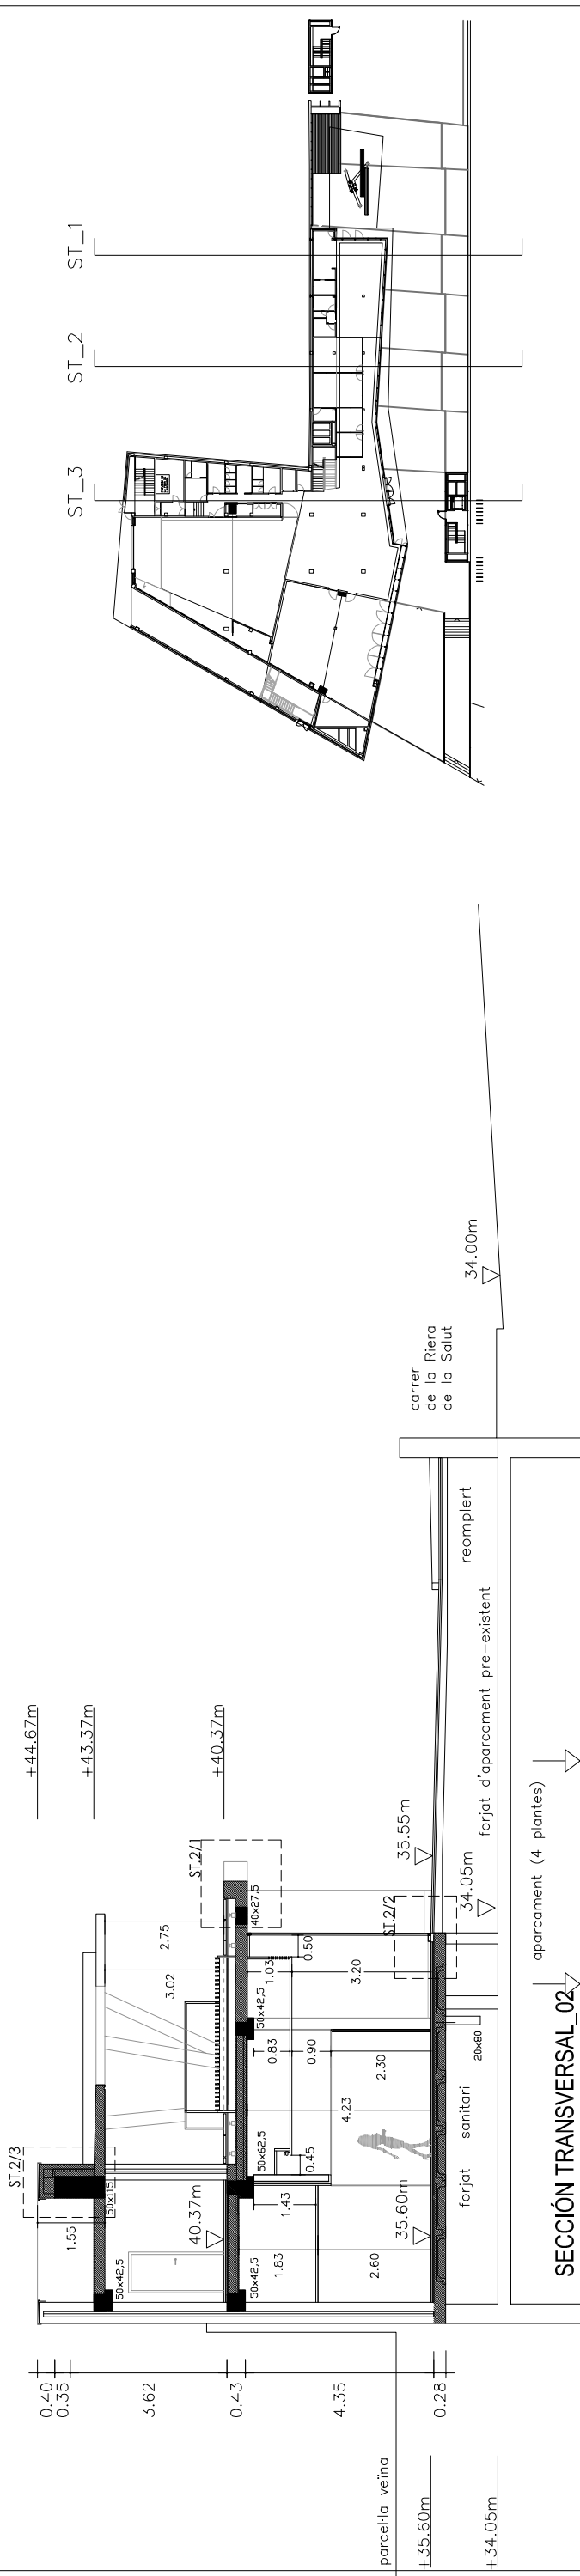 ST_1
ST_2
ST_3
+44.67m
+43.37m
+40.37m
ST.2/3
ST.2/1
ST.2/2
1.55
50x115
50x42,5
3.02
2.75
40x27,5
40.37m
50x42,5
50x62,5
50x42,5
1.83
1.43
0.45
0.83
1.03
0.50
0.90
4.23
2.60
2.30
3.20
35.60m
35.55m
34.05m
34.00m
carrer
de la Riera
de la Salut
reomplert
forjat d'aparcament pre-existent
forjat sanitari
20x80
aparcament (4 plantes)
0.40
0.35
3.62
0.43
4.35
0.28
parcel·la veïna
+35.60m
+34.05m
SECCIÓN TRANSVERSAL_02